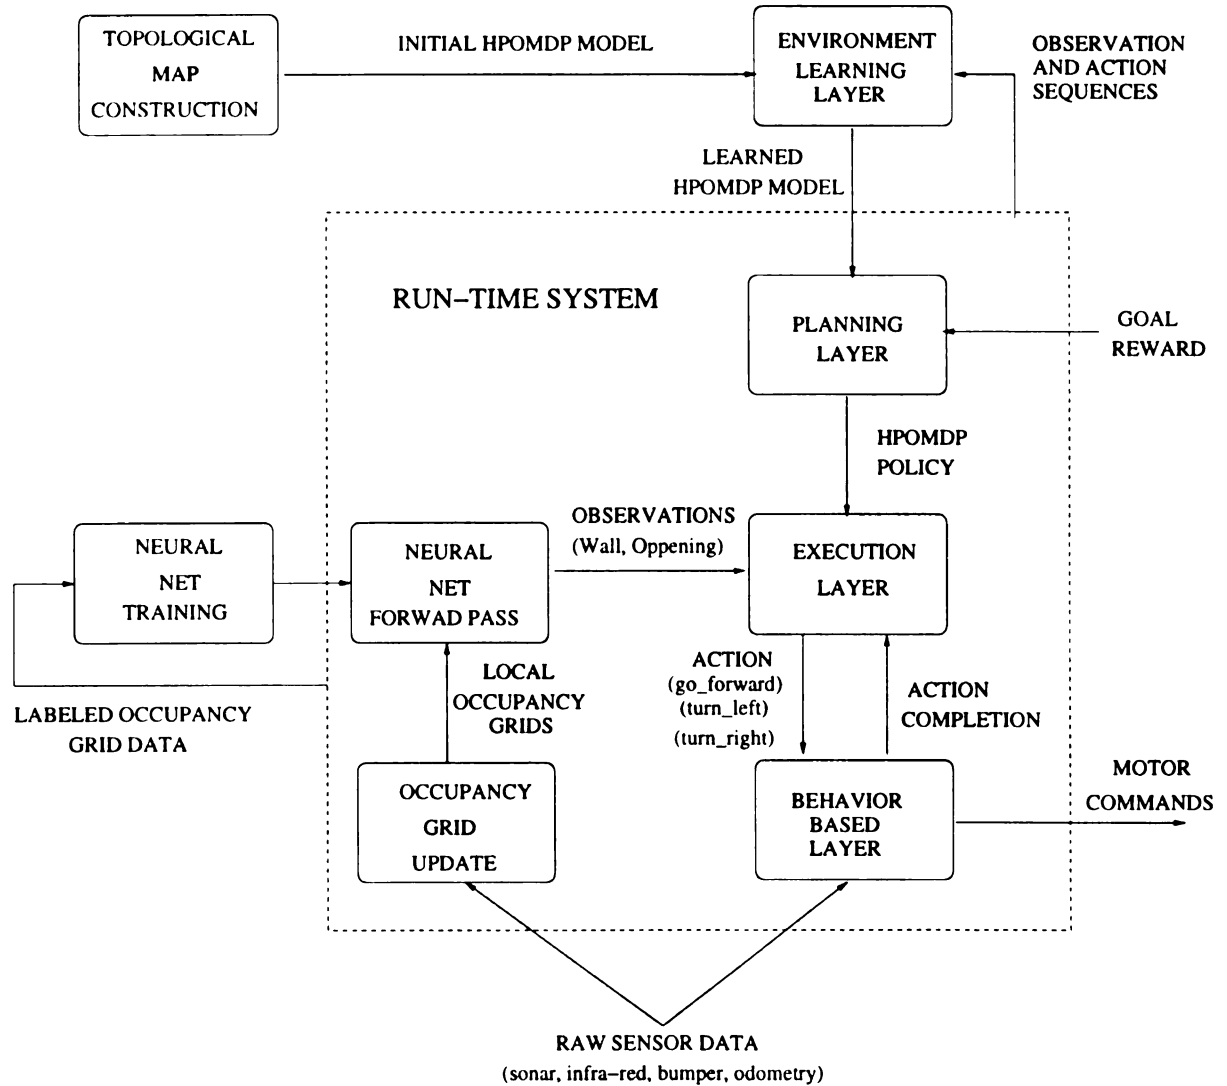 TOPOLOGICAL
MAP
CONSTRUCTION
INITIAL HPOMDP MODEL
ENVIRONMENT
LEARNING
LAYER
OBSERVATION
AND ACTION
SEQUENCES
LEARNED
HPOMDP MODEL
RUN-TIME SYSTEM
PLANNING
LAYER
GOAL
REWARD
HPOMDP
POLICY
NEURAL
NET
TRAINING
NEURAL
NET
FORWAD PASS
OBSERVATIONS
(Wall, Oppening)
EXECUTION
LAYER
LABELED OCCUPANCY
GRID DATA
LOCAL
OCCUPANCY
GRIDS
ACTION
(go_forward)
(turn_left)
(turn_right)
ACTION
COMPLETION
OCCUPANCY
GRID
UPDATE
BEHAVIOR
BASED
LAYER
MOTOR
COMMANDS
RAW SENSOR DATA
(sonar, infra-red, bumper, odometry)